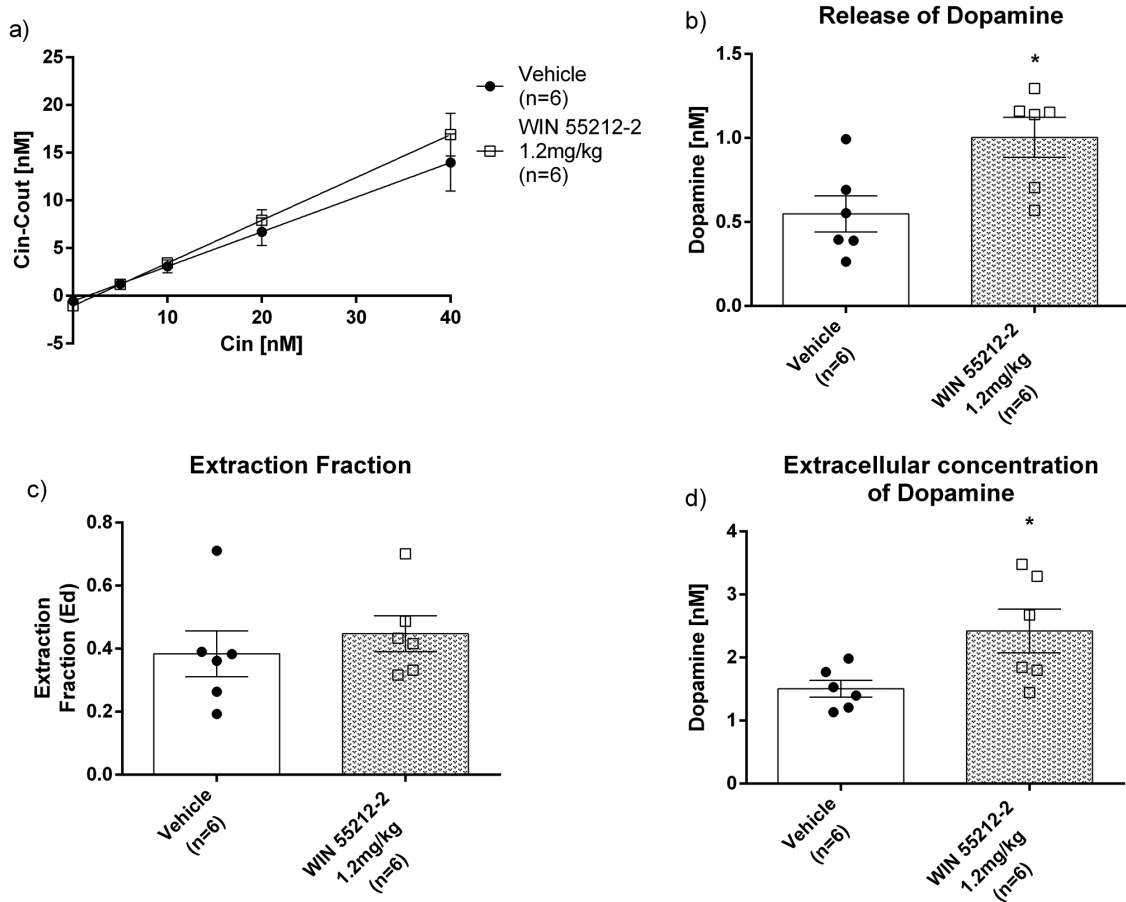 a)
25
20
15
10
5
0
-5
Cin-Cout [nM]
10
20
30
40
Cin [nM]
Vehicle
(n=6)
WIN 55212-2
1.2mg/kg
(n=6)
b)
Release of Dopamine
1.5
1.0
0.5
0.0
Dopamine [nM]
*
Vehicle
(n=6)
WIN 55212-2
1.2mg/kg
(n=6)
c)
Extraction Fraction
0.8
0.6
0.4
0.2
0.0
Extraction
Fraction (Ed)
Vehicle
(n=6)
WIN 55212-2
1.2mg/kg
(n=6)
d)
Extracellular concentration
of Dopamine
4
3
2
1
0
Dopamine [nM]
*
Vehicle
(n=6)
WIN 55212-2
1.2mg/kg
(n=6)